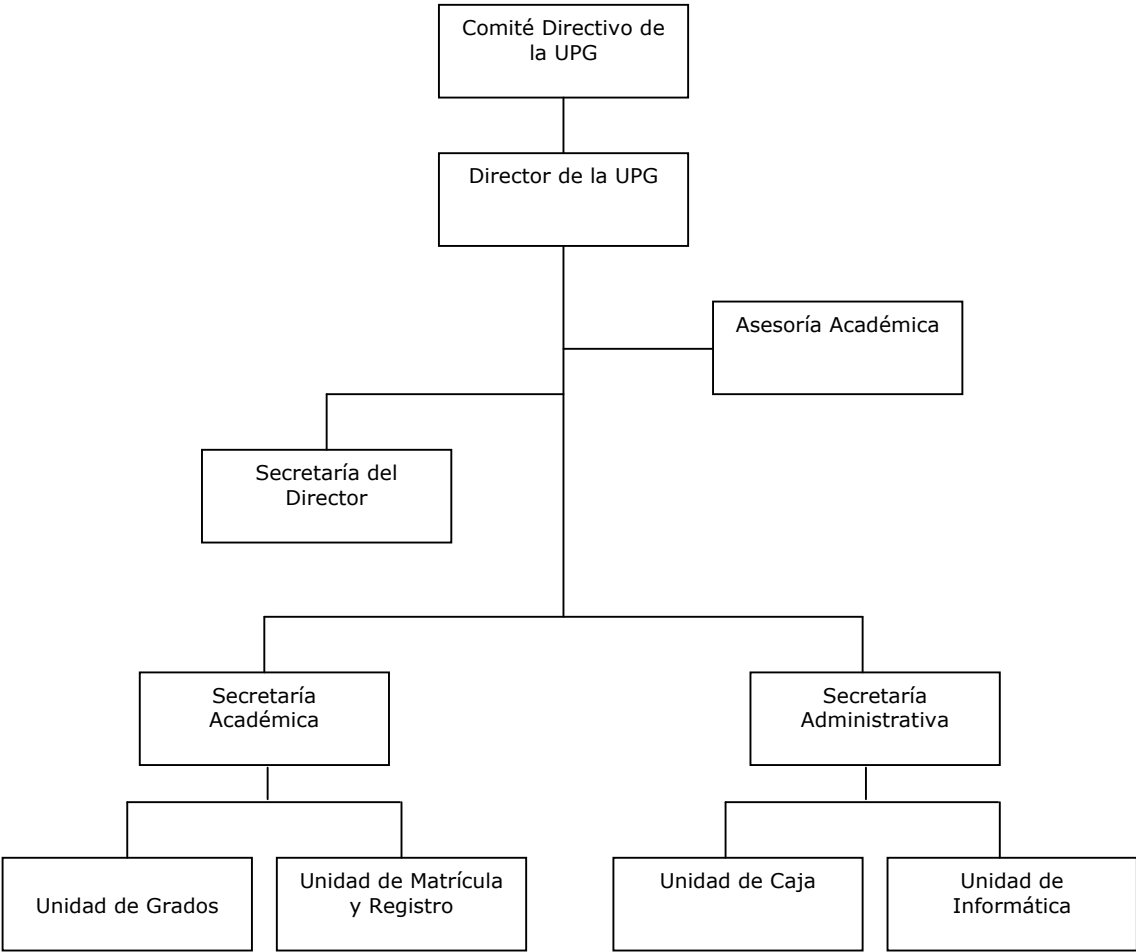 Comité Directivo de
la UPG
Director de la UPG
Asesoría Académica
Secretaría del
Director
Secretaría
Académica
Secretaría
Administrativa
Unidad de Grados
Unidad de Matrícula
y Registro
Unidad de Caja
Unidad de
Informática